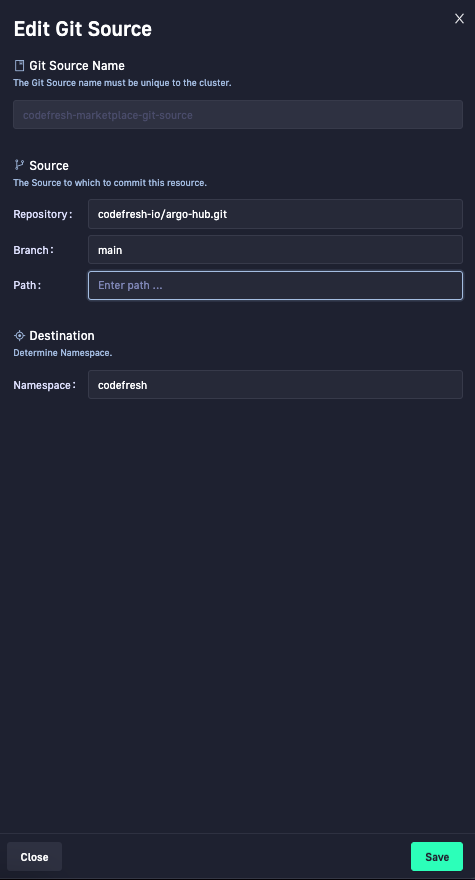 Edit Git Source
Git Source Name
The Git Source name must be unique to the cluster.
codefresh-marketplace-git-source
Source
The Source to which to commit this resource.
Repository: codefresh-io/argo-hub.git
Branch: main
Path: Enter path ...
Destination
Determine Namespace.
Namespace: codefresh
Close Save